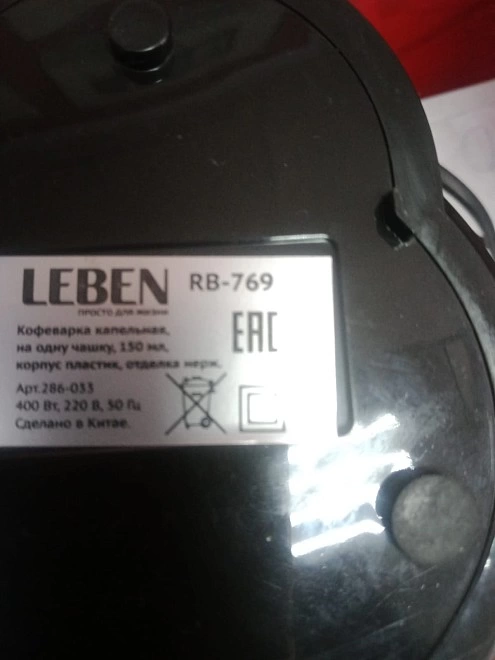 LEBEN RB-769
ПРОСТО ДЛЯ ЖИЗНИ
EAC
Кофеварка капельная,
на одну чашку, 150 мл,
корпус пластик, отделка нерж.
Арт.286-033
400 Вт, 220 В, 50 Гц
Сделано в Китае.